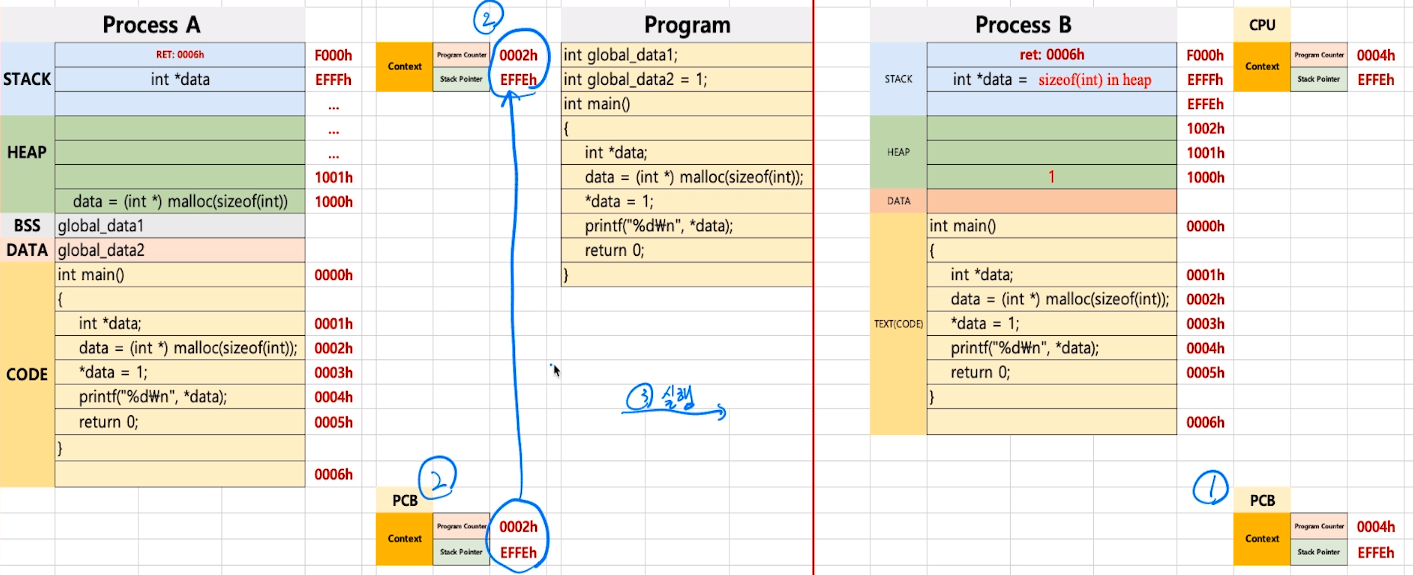 Process A
RET: 0006h F000h
STACK int *data EFFFh
...
...
HEAP ...
1001h
data = (int *) malloc(sizeof(int)) 1000h
BSS global_data1
DATA global_data2
int main() 0000h
{
int *data; 0001h
data = (int *) malloc(sizeof(int)); 0002h
CODE *data = 1; 0003h
printf("%d₩n", *data); 0004h
return 0; 0005h
}
0006h
②
Context Program Counter 0002h
Stack Pointer EFFEh
②
PCB
Context Program Counter 0002h
Stack Pointer EFFEh
Program
int global_data1;
int global_data2 = 1;
int main()
{
int *data;
data = (int *) malloc(sizeof(int));
*data = 1;
printf("%d₩n", *data);
return 0;
}
③ 실행
Process B
ret: 0006h F000h
STACK int *data = sizeof(int) in heap EFFFh
EFFEh
1002h
HEAP 1001h
1 1000h
DATA
int main() 0000h
{
int *data; 0001h
data = (int *) malloc(sizeof(int)); 0002h
TEXT(CODE) *data = 1; 0003h
printf("%d₩n", *data); 0004h
return 0; 0005h
}
0006h
CPU
Context Program Counter 0004h
Stack Pointer EFFEh
①
PCB
Context Program Counter 0004h
Stack Pointer EFFEh